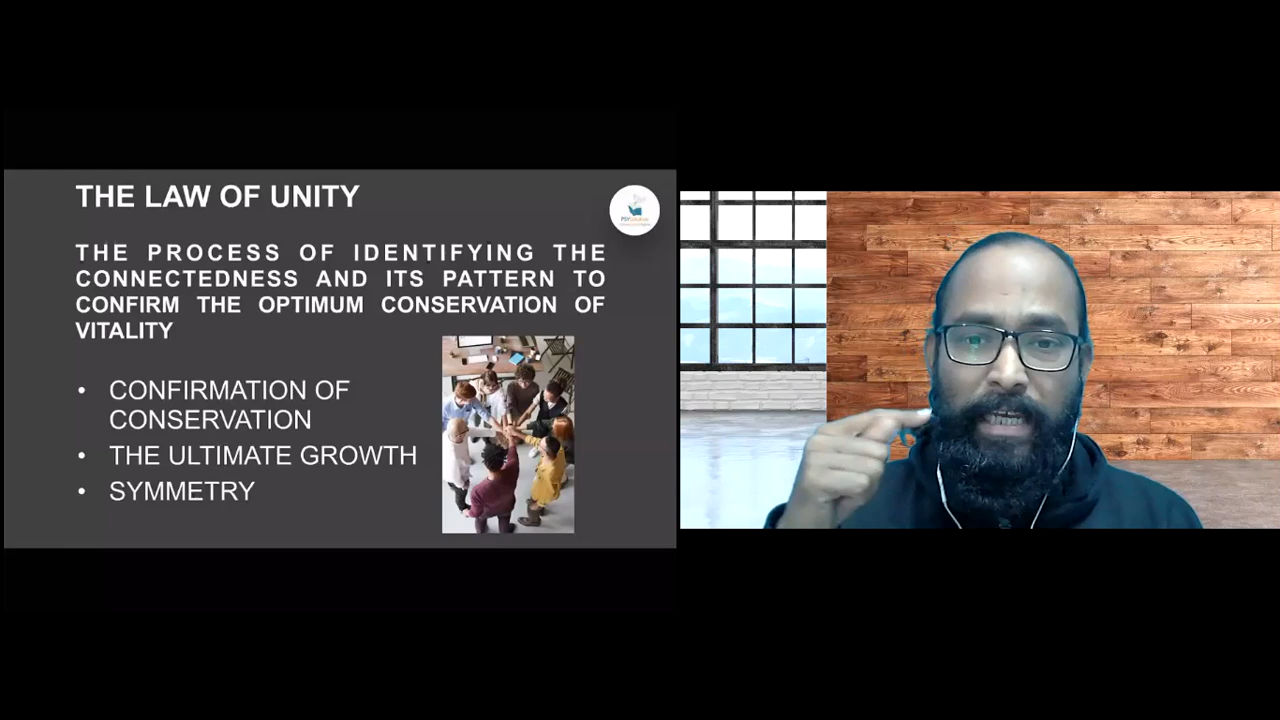 THE LAW OF UNITY
THE PROCESS OF IDENTIFYING THE
CONNECTEDNESS AND ITS PATTERN TO
CONFIRM THE OPTIMUM CONSERVATION OF
VITALITY
• CONFIRMATION OF
CONSERVATION
• THE ULTIMATE GROWTH
• SYMMETRY